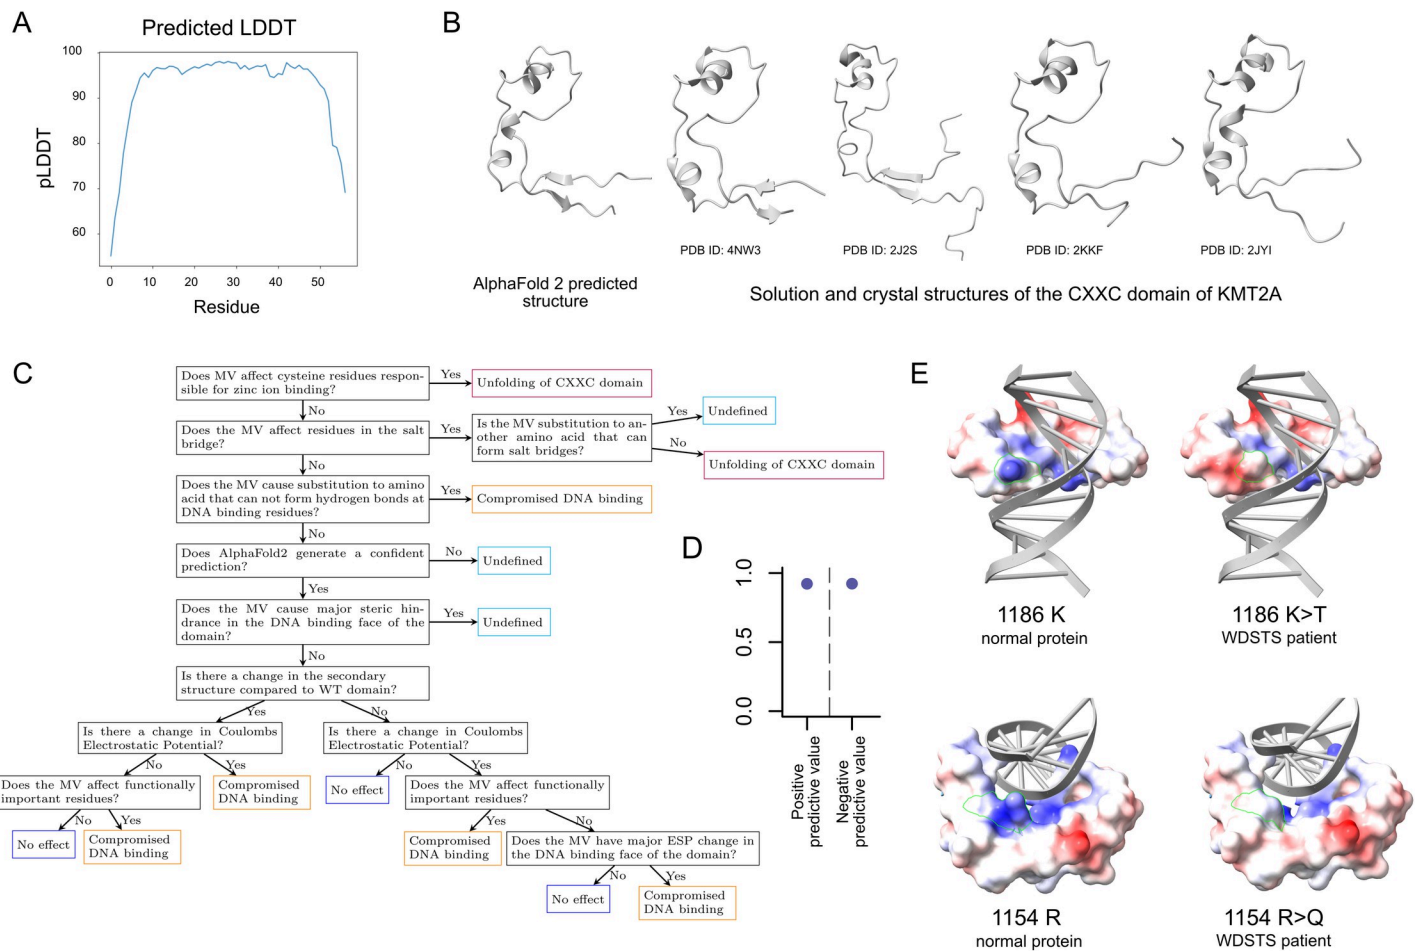 A
Predicted LDDT
100
90
80
70
60
pLDDT
0 10 20 30 40 50
Residue
B
PDB ID: 4NW3
PDB ID: 2J2S
PDB ID: 2KKF
PDB ID: 2JYI
AlphaFold 2 predicted
structure
Solution and crystal structures of the CXXC domain of KMT2A
C
Does MV affect cysteine residues respon-
sible for zinc ion binding?
Yes
Unfolding of CXXC domain
No
Does the MV affect residues in the salt
bridge?
Yes
Is the MV substitution to an-
other amino acid that can
form salt bridges?
Yes
Undefined
No
Unfolding of CXXC domain
No
Does the MV cause substitution to amino
acid that can not form hydrogen bonds at
DNA binding residues?
Yes
Compromised DNA binding
No
Does AlphaFold2 generate a confident
prediction?
No
Undefined
Yes
Does the MV cause major steric hin-
drance in the DNA binding face of the
domain?
Yes
Undefined
No
Is there a change in the secondary
structure compared to WT domain?
Yes
No
Is there a change in Coulombs
Electrostatic Potential?
Is there a change in Coulombs
Electrostatic Potential?
No
Yes
No
Yes
Does the MV affect functionally
important residues?
Compromised
DNA binding
No effect
Does the MV affect functionally
important residues?
No
Yes
Yes
No
No effect
Compromised
DNA binding
Compromised
DNA binding
Does the MV have major ESP change in
the DNA binding face of the domain?
No
Yes
No effect
Compromised
DNA binding
D
1.0
0.5
0.0
Positive
predictive value
Negative
predictive value
E
1186 K
normal protein
1186 K>T
WDSTS patient
1154 R
normal protein
1154 R>Q
WDSTS patient